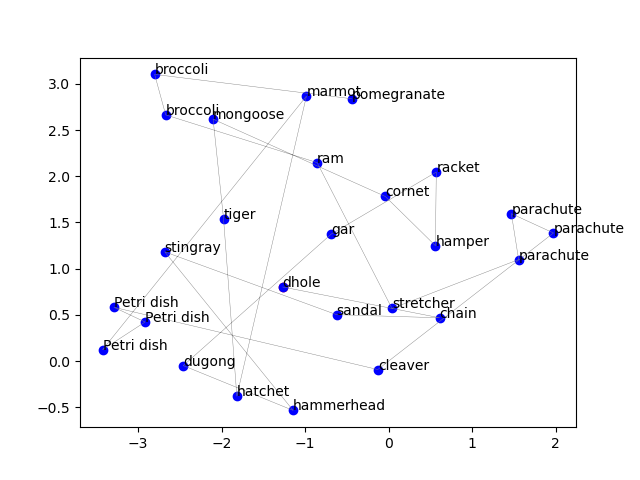 broccoli
marmot
pomegranate
broccoli
mongoose
ram
racket
cornet
parachute
tiger
gar
parachute
hamper
stingray
parachute
dhole
Petri dish
sandal
stretcher
chain
Petri dish
Petri dish
dugong
cleaver
hatchet
hammerhead
3.0
2.5
2.0
1.5
1.0
0.5
0.0
−0.5
−3
−2
−1
0
1
2